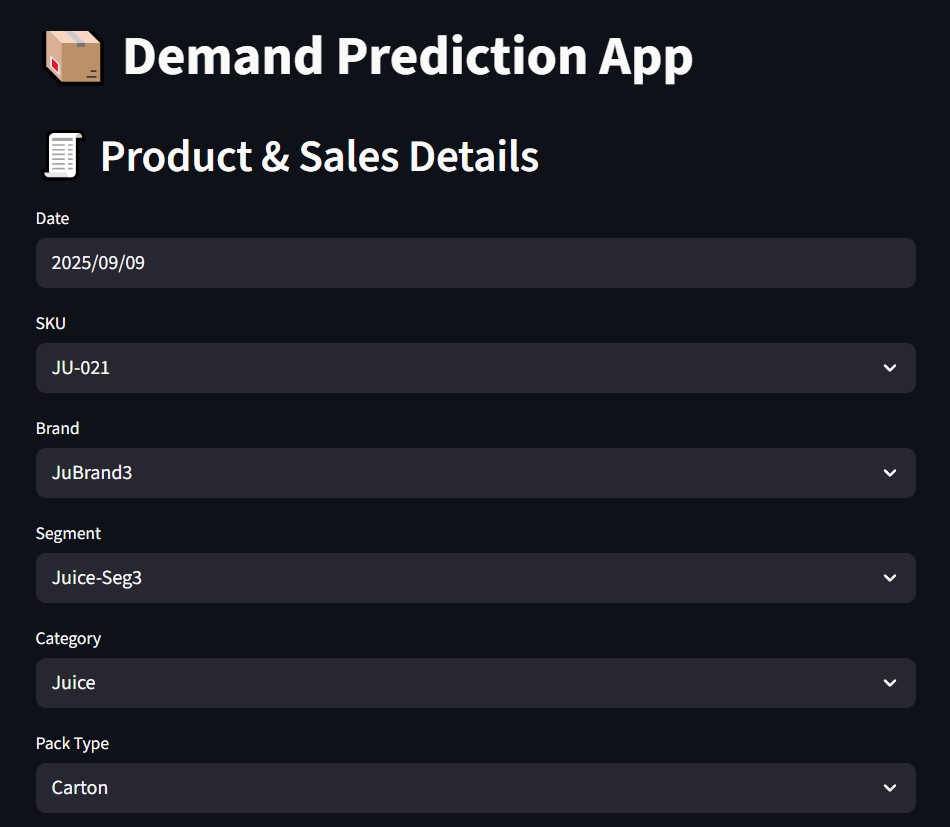 Demand Prediction App
Product & Sales Details
Date
2025/09/09
SKU
JU-021
Brand
JuBrand3
Segment
Juice-Seg3
Category
Juice
Pack Type
Carton